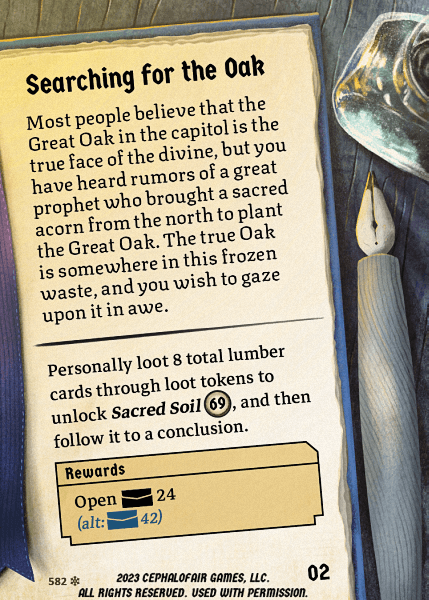 Searching for the Oak
Most people believe that the
Great Oak in the capitol is the
true face of the divine, but you
have heard rumors of a great
prophet who brought a sacred
acorn from the north to plant
the Great Oak. The true Oak
is somewhere in this frozen
waste, and you wish to gaze
upon it in awe.
Personally loot 8 total lumber
cards through loot tokens to
unlock Sacred Soil 69, and then
follow it to a conclusion.
Rewards
Open 24
(alt: 42)
582
02
2023 CEPHALOFAIR GAMES, LLC.
ALL RIGHTS RESERVED. USED WITH PERMISSION.